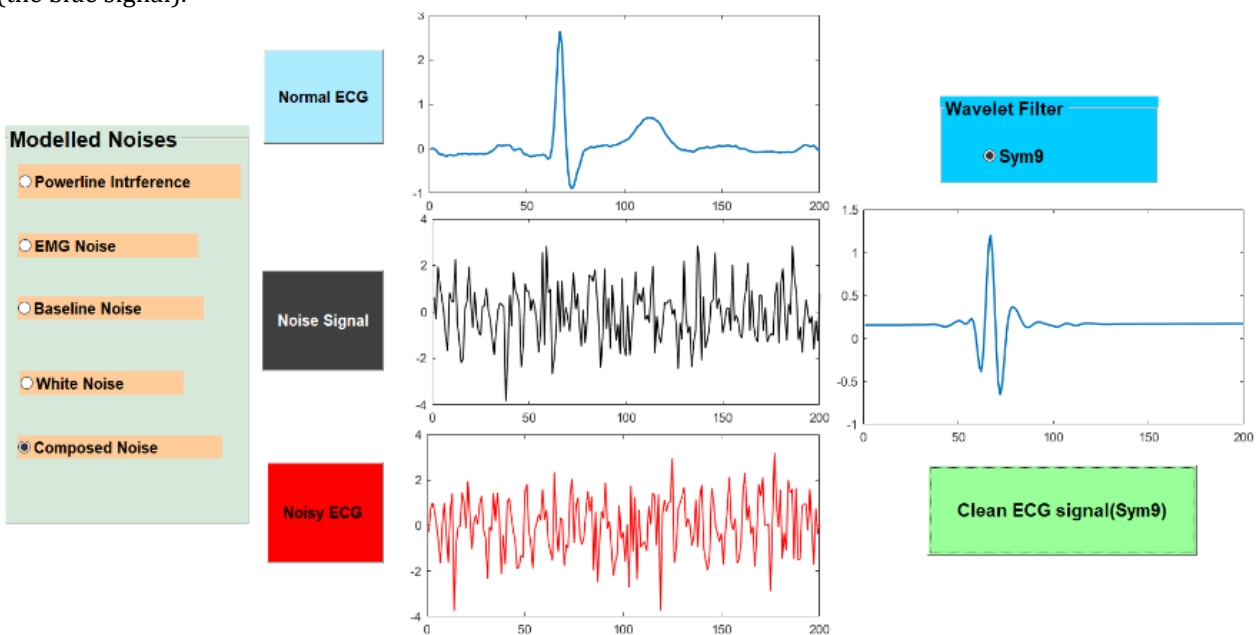 (the blue signal).
Modelled Noises
Powerline Intrference
EMG Noise
Baseline Noise
White Noise
Composed Noise
Normal ECG
3
2
1
0
-1
0 50 100 150 200
Noise Signal
4
2
0
-2
-4
0 50 100 150 200
Noisy ECG
4
2
0
-2
-4
0 50 100 150 200
Wavelet Filter
Sym9
1.5
1
0.5
0
-0.5
-1
0 50 100 150 200
Clean ECG signal(Sym9)